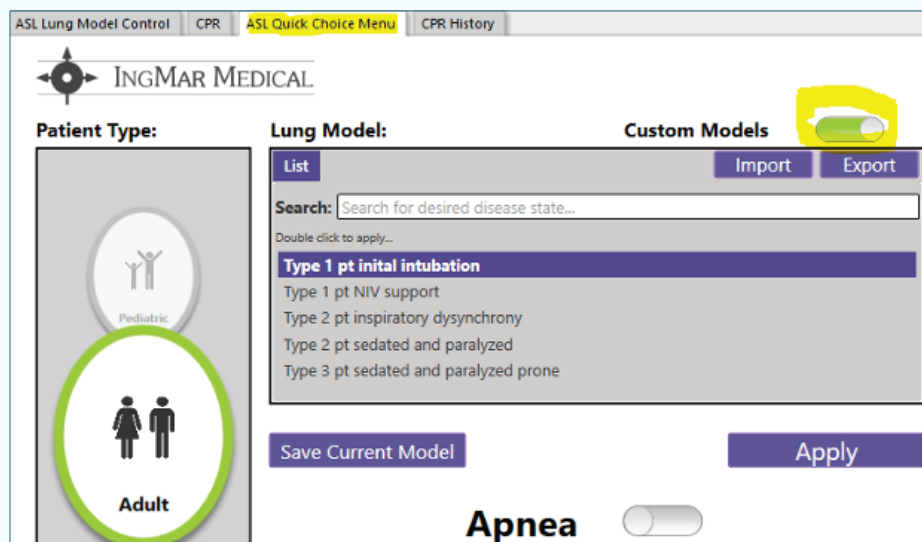 ASL Lung Model Control CPR ASL Quick Choice Menu CPR History
INGMAR MEDICAL
Patient Type: Lung Model: Custom Models
List Import Export
Search: Search for desired disease state...
Double click to apply...
Type 1 pt inital intubation
Type 1 pt NIV support
Type 2 pt inspiratory dysynchrony
Type 2 pt sedated and paralyzed
Type 3 pt sedated and paralyzed prone
Pediatric
Save Current Model Apply
Adult
Apnea